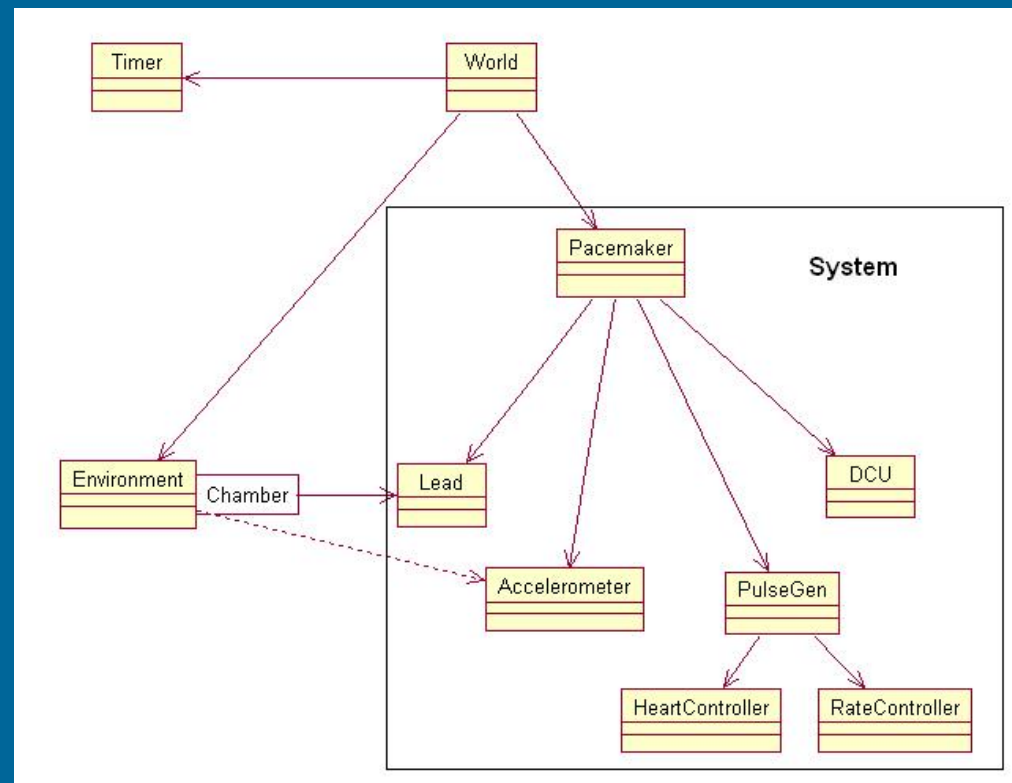 Timer
World
Pacemaker
System
Environment
Chamber
Lead
DCU
Accelerometer
PulseGen
HeartController
RateController